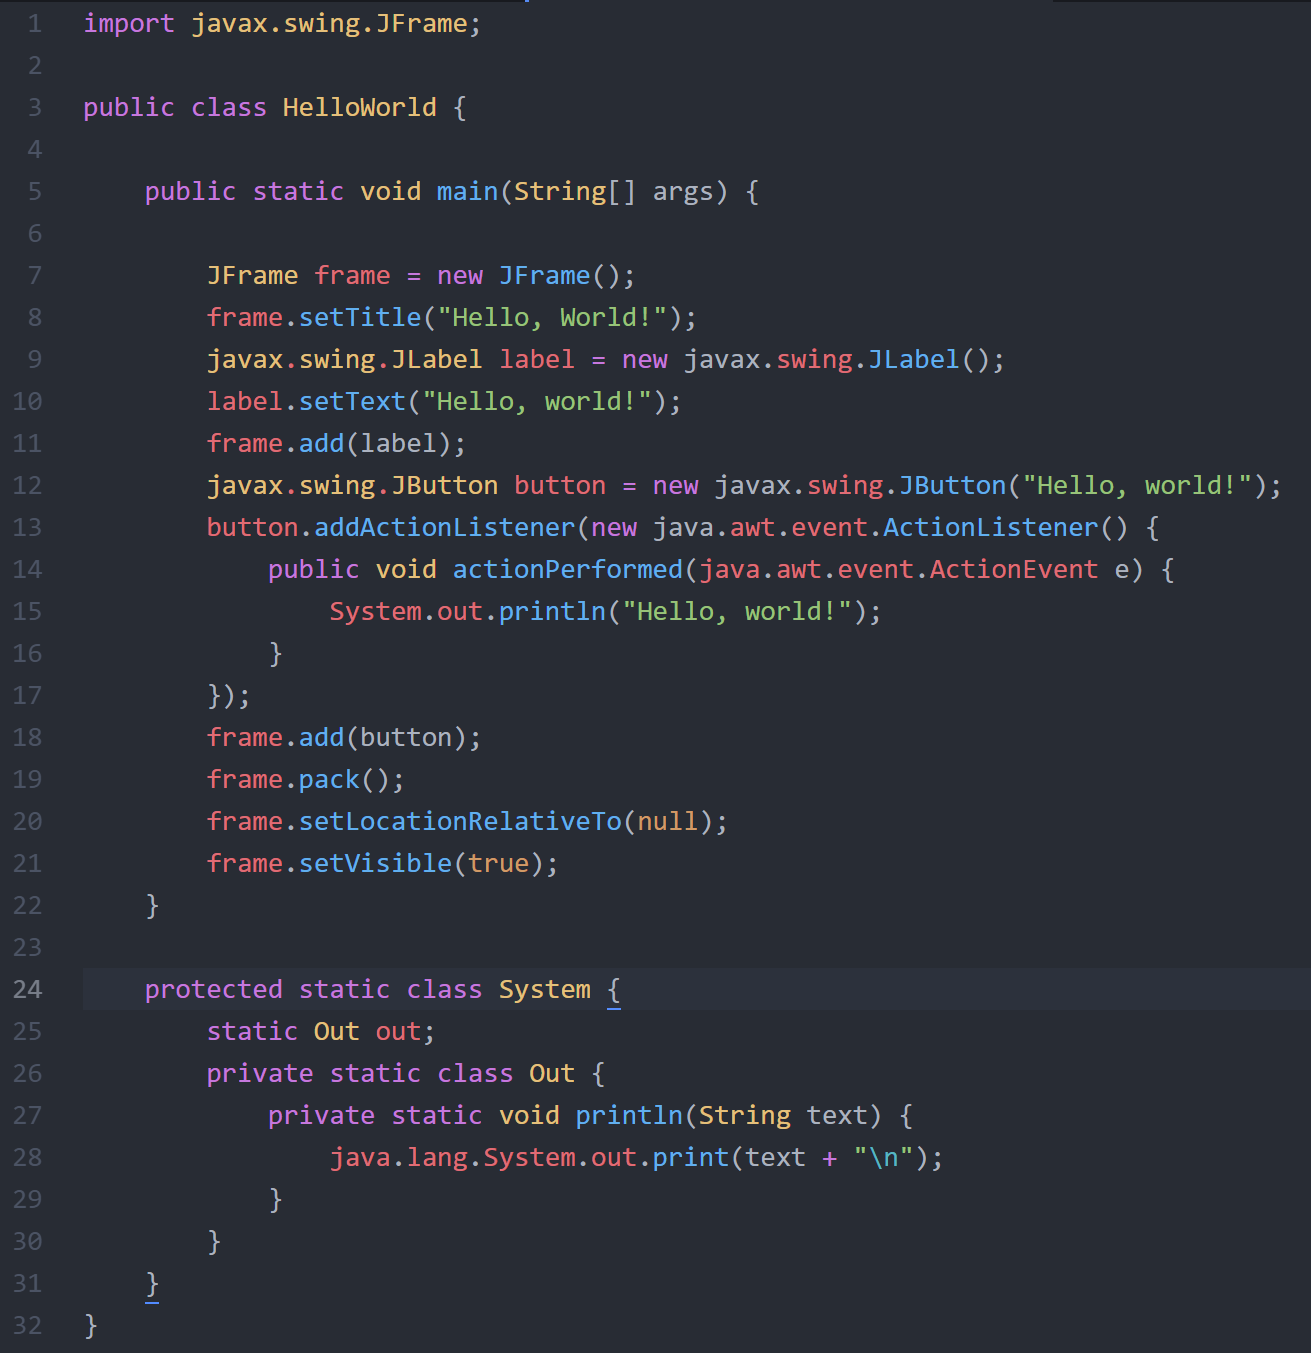 1 import javax.swing.JFrame;
2
3 public class HelloWorld {
4
5     public static void main(String[] args) {
6
7         JFrame frame = new JFrame();
8         frame.setTitle("Hello, World!");
9         javax.swing.JLabel label = new javax.swing.JLabel();
10         label.setText("Hello, world!");
11         frame.add(label);
12         javax.swing.JButton button = new javax.swing.JButton("Hello, world!");
13         button.addActionListener(new java.awt.event.ActionListener() {
14             public void actionPerformed(java.awt.event.ActionEvent e) {
15                 System.out.println("Hello, world!");
16             }
17         });
18         frame.add(button);
19         frame.pack();
20         frame.setLocationRelativeTo(null);
21         frame.setVisible(true);
22     }
23
24     protected static class System {
25         static Out out;
26         private static class Out {
27             private static void println(String text) {
28                 java.lang.System.out.print(text + "\n");
29             }
30         }
31     }
32 }